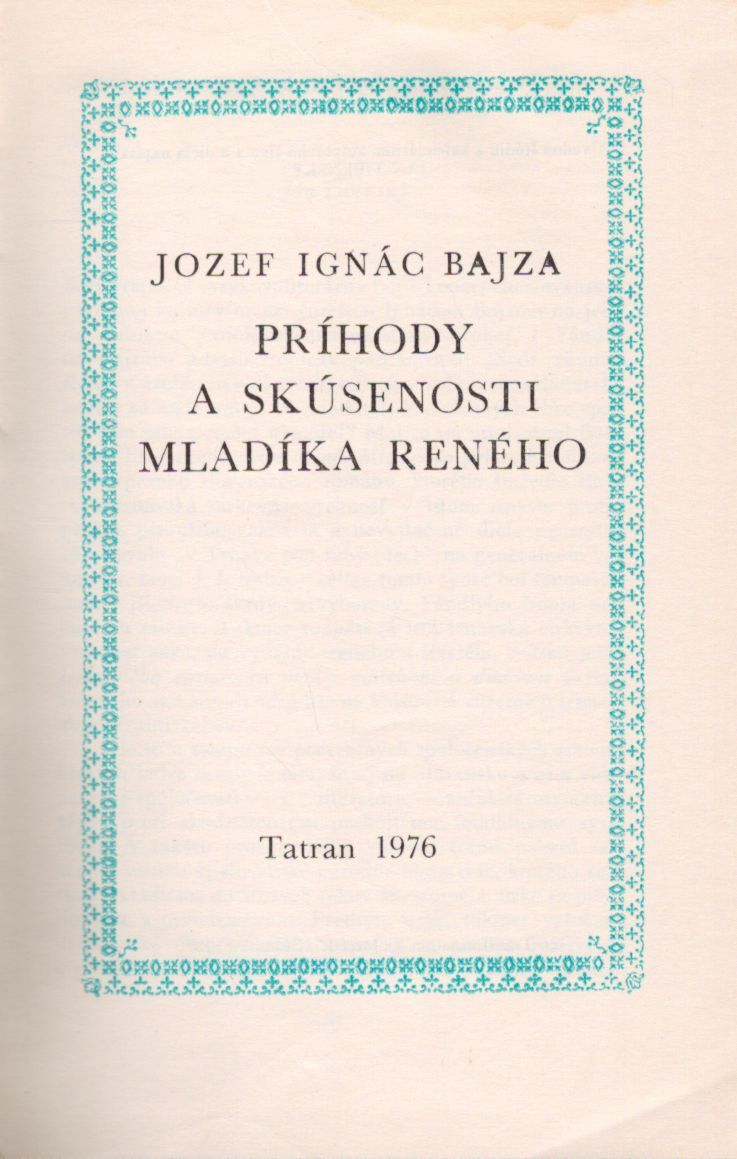 JOZEF IGNÁC BAJZA
PRÍHODY
A SKÚSENOSTI
MLADÍKA RENÉHO
Tatran 1976